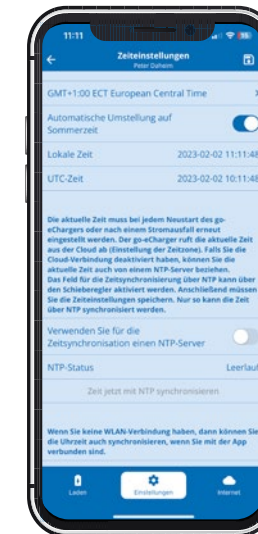 11:11
Zeiteinstellungen
Peter Daheim
GMT+1:00 ECT European Central Time
Automatische Umstellung auf
Sommerzeit
Lokale Zeit 2023-02-02 11:11:48
UTC-Zeit 2023-02-02 10:11:48
Die aktuelle Zeit muss bei jedem Neustart des go-
eChargers oder nach einem Stromausfall erneut
eingestellt werden. Der go-eCharger ruft die aktuelle Zeit
aus der Cloud ab (Einstellung der Zeitzone). Falls Sie die
Cloud-Verbindung deaktiviert haben, können Sie die
aktuelle Zeit auch von einem NTP-Server beziehen.
Das Feld für die Zeitsynchronisierung über NTP kann über
den Schieberegler aktiviert werden. Anschließend müssen
Sie die Zeiteinstellungen speichern. Nur so kann die Zeit
über NTP synchronisiert werden.
Verwenden Sie für die
Zeitsynchronisation einen NTP-Server
NTP-Status Leerlauf
Zeit jetzt mit NTP synchronisieren
Wenn Sie keine WLAN-Verbindung haben, dann können Sie
die Uhrzeit auch synchronisieren, wenn Sie mit der App
verbunden sind.
Laden Einstellungen Internet